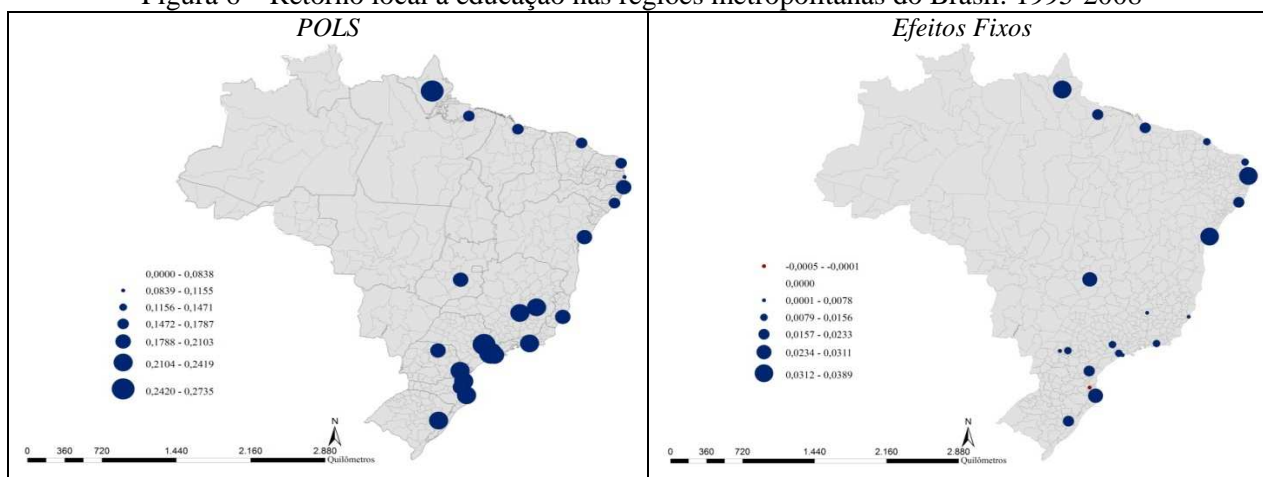 Figura 6 – Retorno local à educação nas regiões metropolitanas do Brasil: 1995-2008
POLS
0,0000 - 0,0838
0,0839 - 0,1155
0,1156 - 0,1471
0,1472 - 0,1787
0,1788 - 0,2103
0,2104 - 0,2419
0,2420 - 0,2735
N
0 360 720 1.440 2.160 2.880
Quilômetros
Efeitos Fixos
-0,0005 - -0,0001
0,0000
0,0001 - 0,0078
0,0079 - 0,0156
0,0157 - 0,0233
0,0234 - 0,0311
0,0312 - 0,0389
N
0 360 720 1.440 2.160 2.880
Quilômetros